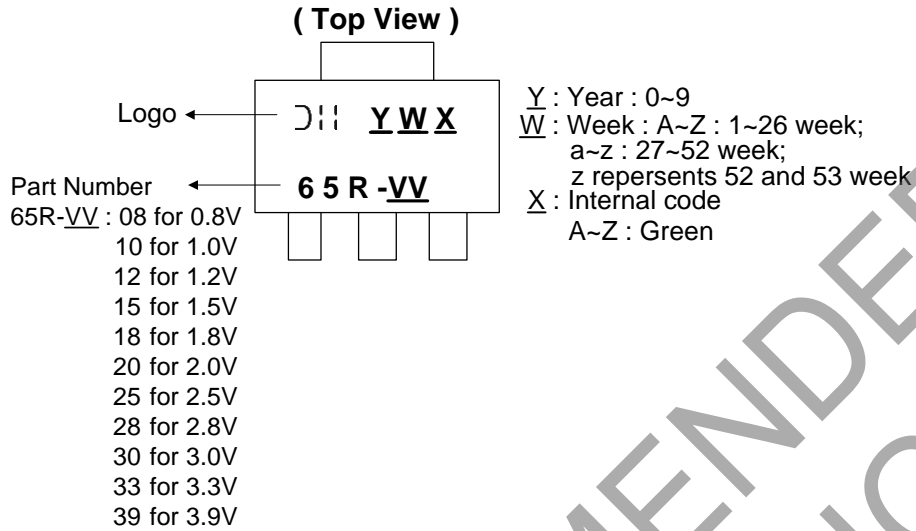 ( Top View )
Logo
Y W X
65R-VV
Part Number
65R-VV : 08 for 0.8V
10 for 1.0V
12 for 1.2V
15 for 1.5V
18 for 1.8V
20 for 2.0V
25 for 2.5V
28 for 2.8V
30 for 3.0V
33 for 3.3V
39 for 3.9V
Y : Year : 0~9
W : Week : A~Z : 1~26 week;
a~z : 27~52 week;
z repersents 52 and 53 week
X : Internal code
A~Z : Green